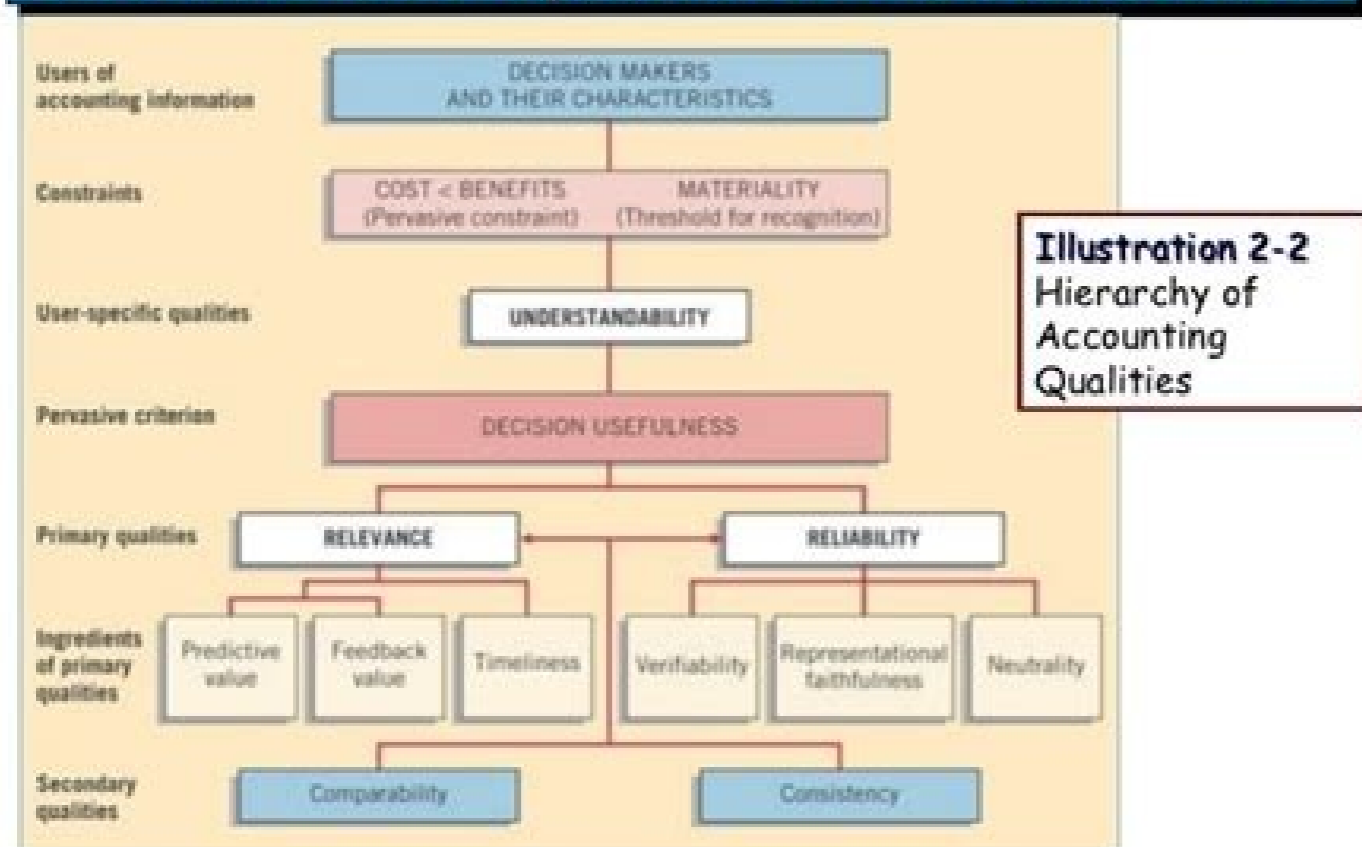 Users of
accounting information
DECISION MAKERS
AND THEIR CHARACTERISTICS
Constraints
COST < BENEFITS
(Pervasive constraint)
MATERIALITY
(Threshold for recognition)
Illustration 2-2
Hierarchy of
Accounting
Qualities
User-specific qualities
UNDERSTANDABILITY
Pervasive criterion
DECISION USEFULNESS
Primary qualities
RELEVANCE
RELIABILITY
Ingredients
of primary
qualities
Predictive
value
Feedback
value
Timeliness
Verifiability
Representational
faithfulness
Neutrality
Secondary
qualities
Comparability
Consistency